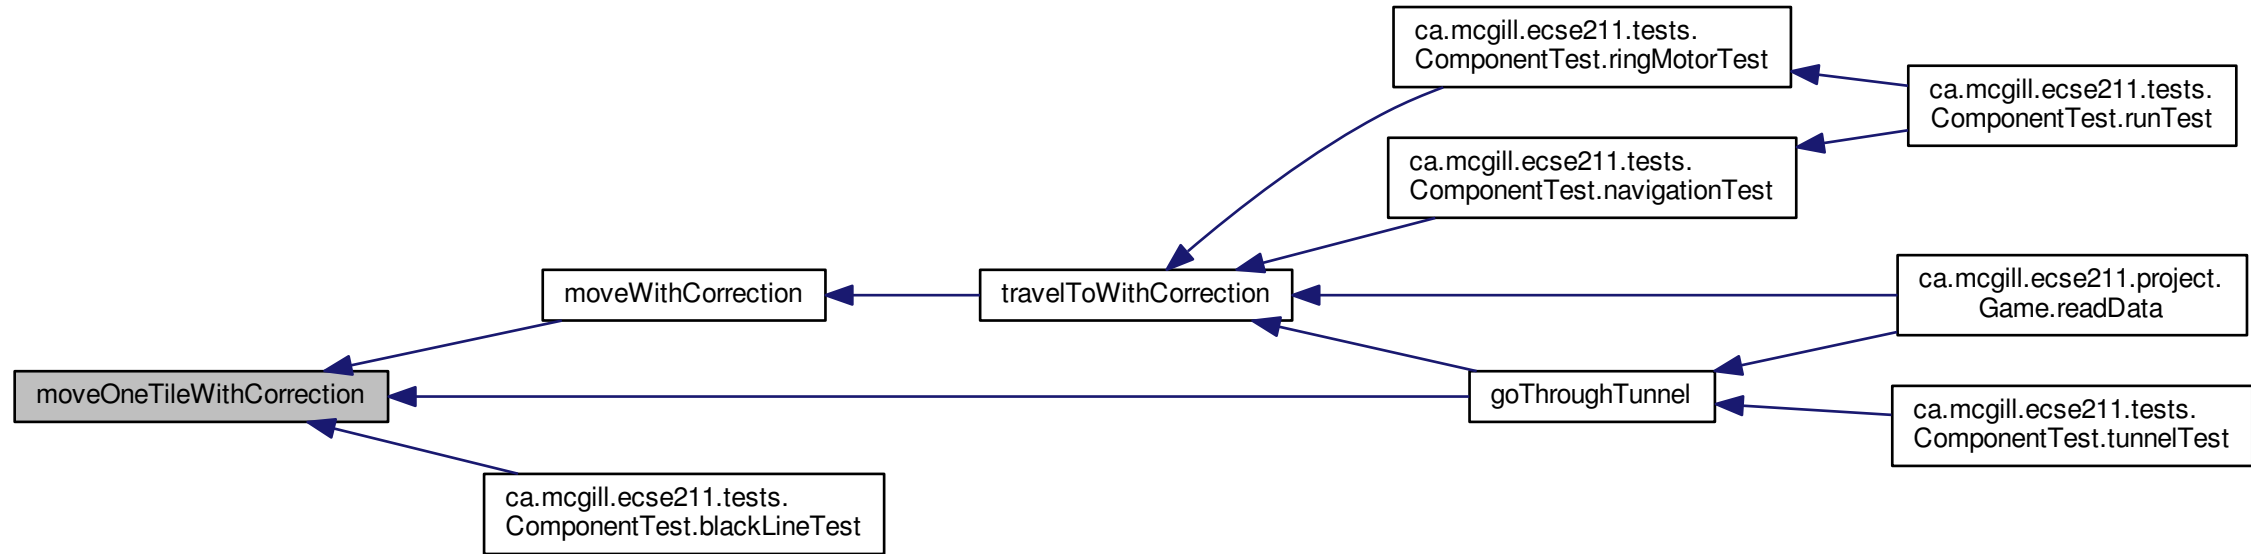 ca.mcgill.ecse211.tests.
ComponentTest.ringMotorTest
ca.mcgill.ecse211.tests.
ComponentTest.runTest
ca.mcgill.ecse211.tests.
ComponentTest.navigationTest
moveWithCorrection
travelToWithCorrection
ca.mcgill.ecse211.project.
Game.readData
moveOneTileWithCorrection
goThroughTunnel
ca.mcgill.ecse211.tests.
ComponentTest.tunnelTest
ca.mcgill.ecse211.tests.
ComponentTest.blackLineTest